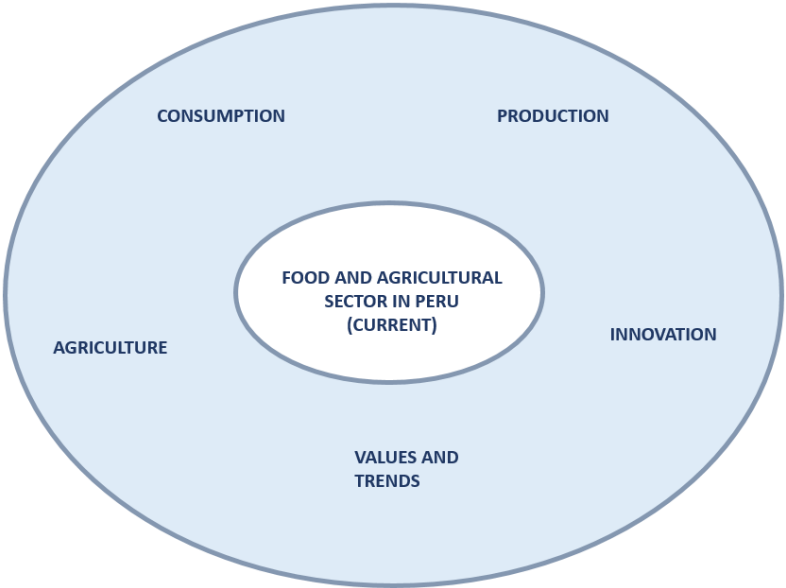 CONSUMPTION
PRODUCTION
FOOD AND AGRICULTURAL
SECTOR IN PERU
(CURRENT)
AGRICULTURE
INNOVATION
VALUES AND
TRENDS